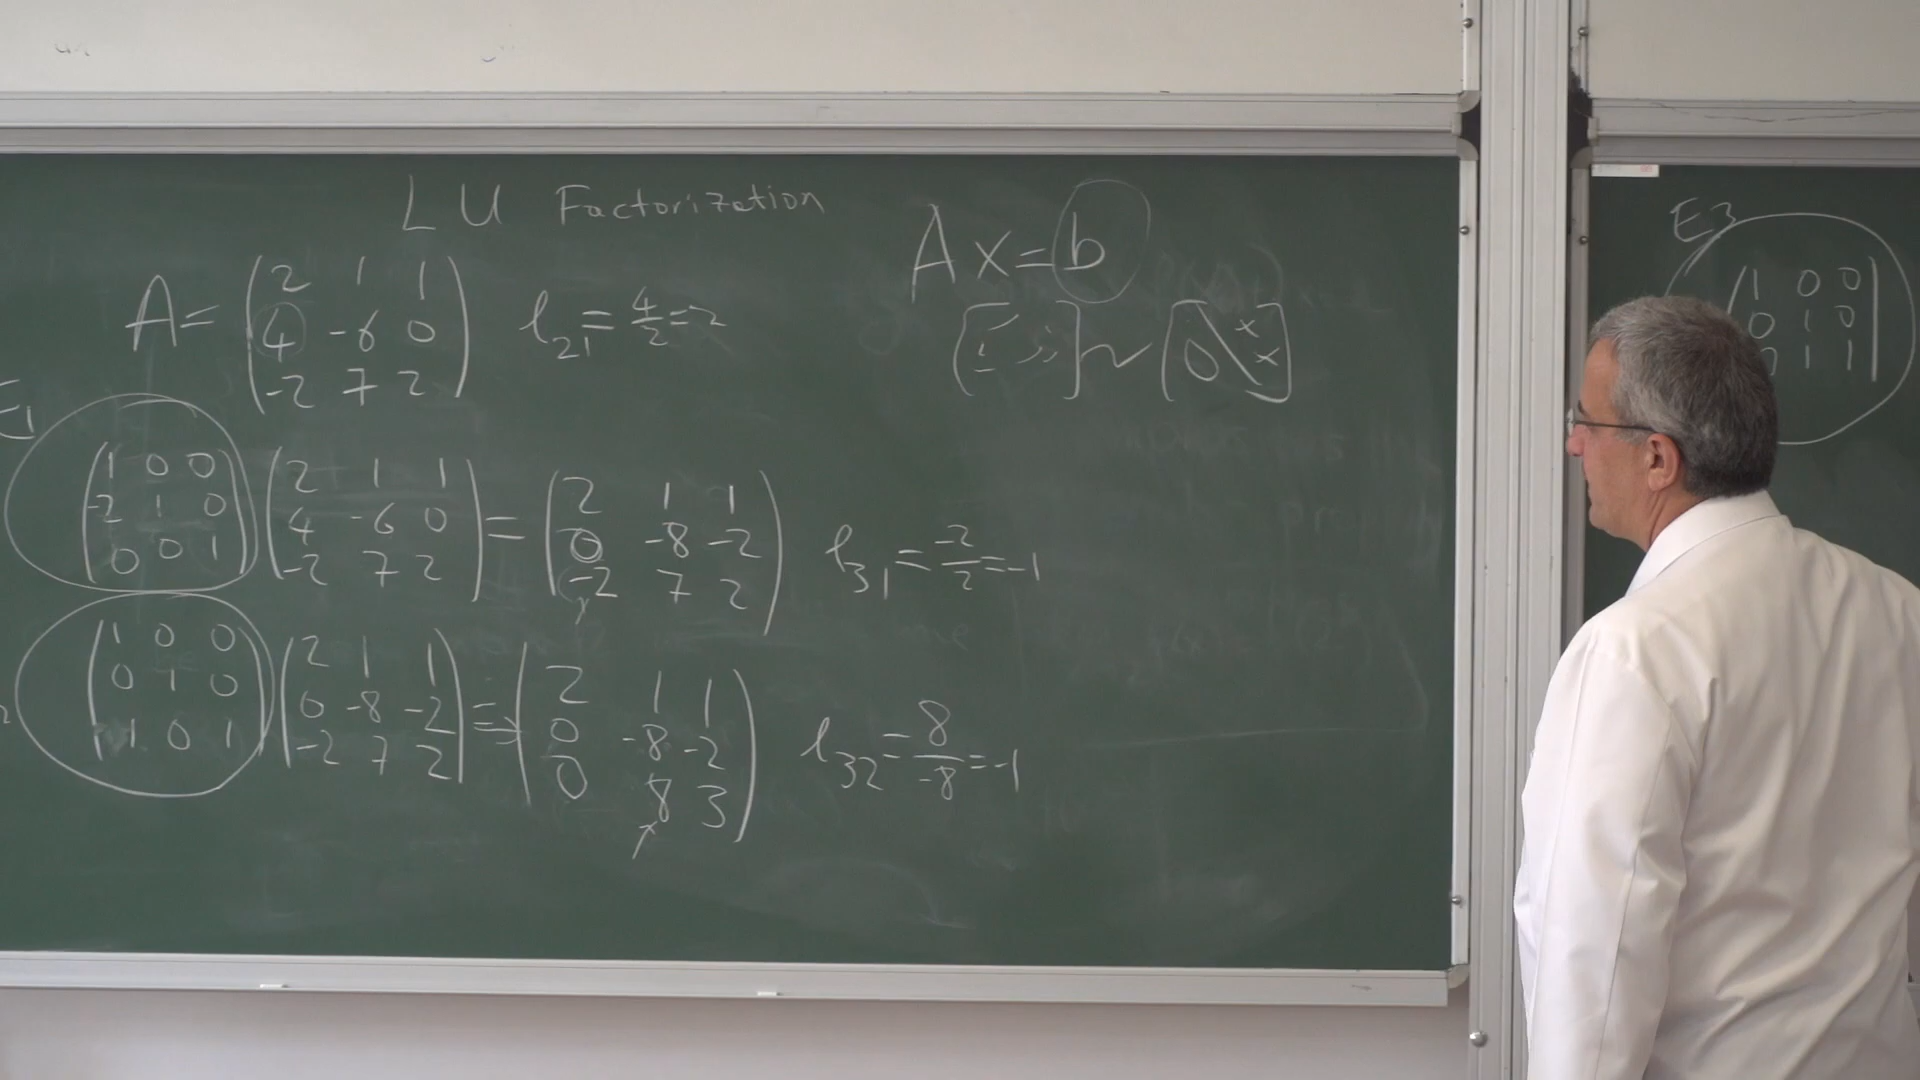 LU Factorization
A = (2 1 1
4 -6 0
-2 7 2)
l21 = 4/2 = 2
Ax = b
[ ] ~ [0 \ x x]
E1
(1 0 0
-2 1 0
0 0 1)
(2 1 1
4 -6 0
-2 7 2)
=
(2 1 1
0 -8 -2
-2 7 2)
l31 = -2/2 = -1
2
(1 0 0
0 1 0
1 0 1)
(2 1 1
0 -8 -2
-2 7 2)
=
(2 1 1
0 -8 -2
0 8 3)
l32 = 8/-8 = -1
E3
(1 0 0
0 1 0
1 1)